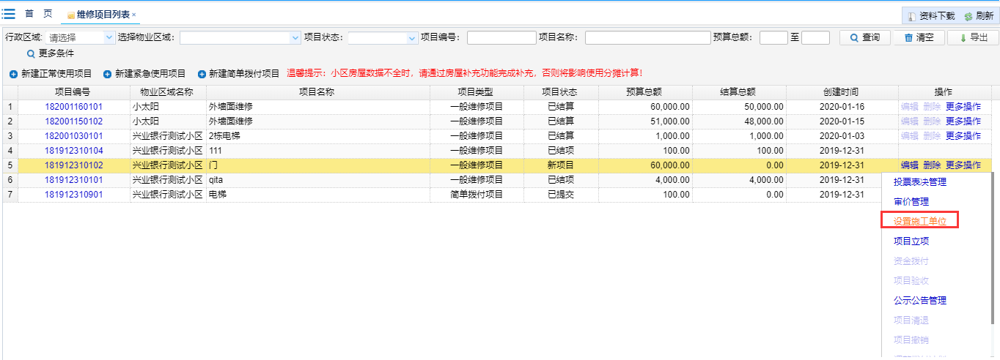 首 页 维修项目列表 × 资料下载 刷新
行政区域: 请选择 选择物业区域: 项目状态: 项目编号: 项目名称: 预算总额: 至 查询 清空 导出
更多条件
新建正常使用项目 新建紧急使用项目 新建简单拨付项目 温馨提示：小区房屋数据不全时，请通过房屋补充功能完成补充，否则将影响使用分摊计算！
项目编号 物业区域名称 项目名称 项目类型 项目状态 预算总额 结算总额 创建时间 操作
1 182001160101 小太阳 外墙面维修 一般维修项目 已结算 60,000.00 50,000.00 2020-01-16 编辑 删除 更多操作
2 182001150102 小太阳 外墙面维修 一般维修项目 已结算 51,000.00 48,000.00 2020-01-15 编辑 删除 更多操作
3 182001030101 兴业银行测试小区 2栋电梯 一般维修项目 已结算 1,000.00 1,000.00 2020-01-03 编辑 删除 更多操作
4 181912310104 兴业银行测试小区 111 一般维修项目 已结项 100.00 100.00 2019-12-31
5 181912310102 兴业银行测试小区 门 一般维修项目 新项目 60,000.00 0.00 2019-12-31 编辑 删除 更多操作
6 181912310101 兴业银行测试小区 qita 一般维修项目 已结项 4,000.00 4,000.00 2019-12-31
7 181912310901 兴业银行测试小区 电梯 简单拨付项目 已提交 100.00 0.00 2019-12-31
投票表决管理
审价管理
设置施工单位
项目立项
资金拨付
项目验收
公示公告管理
项目清退
项目撤销